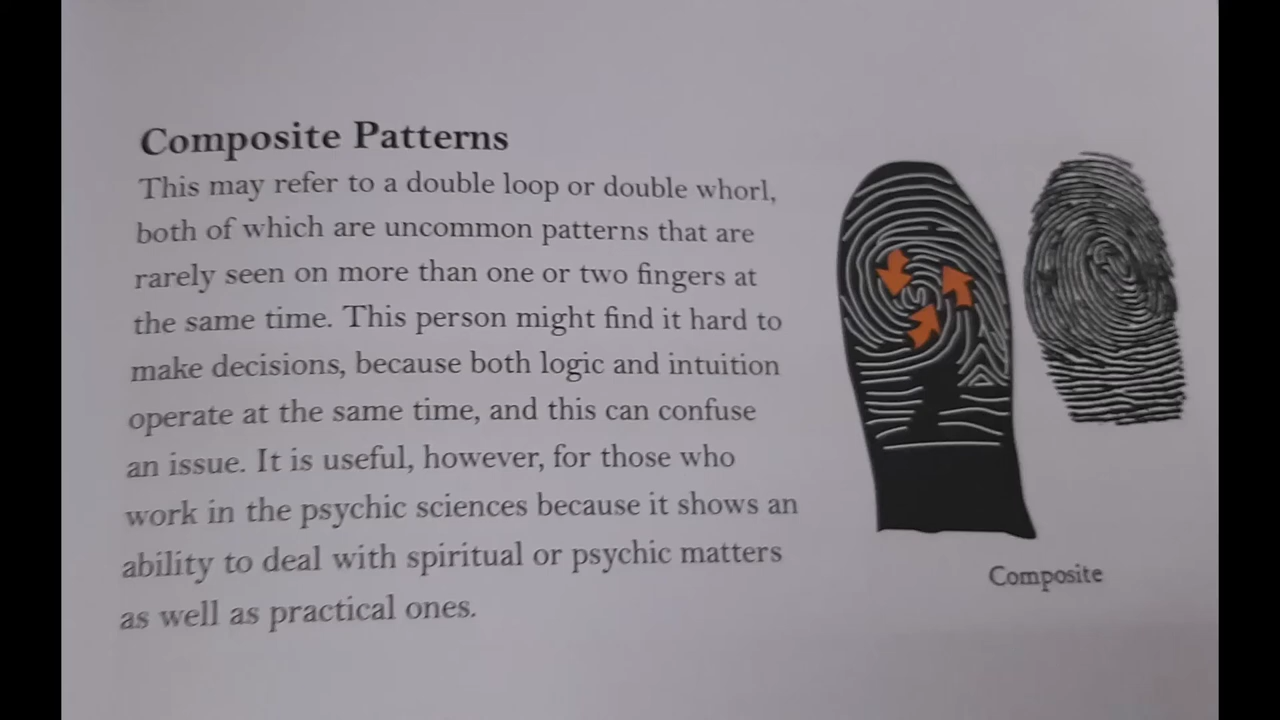 Composite Patterns
This may refer to a double loop or double whorl,
both of which are uncommon patterns that are
rarely seen on more than one or two fingers at
the same time. This person might find it hard to
make decisions, because both logic and intuition
operate at the same time, and this can confuse
an issue. It is useful, however, for those who
work in the psychic sciences because it shows an
ability to deal with spiritual or psychic matters
as well as practical ones.
Composite